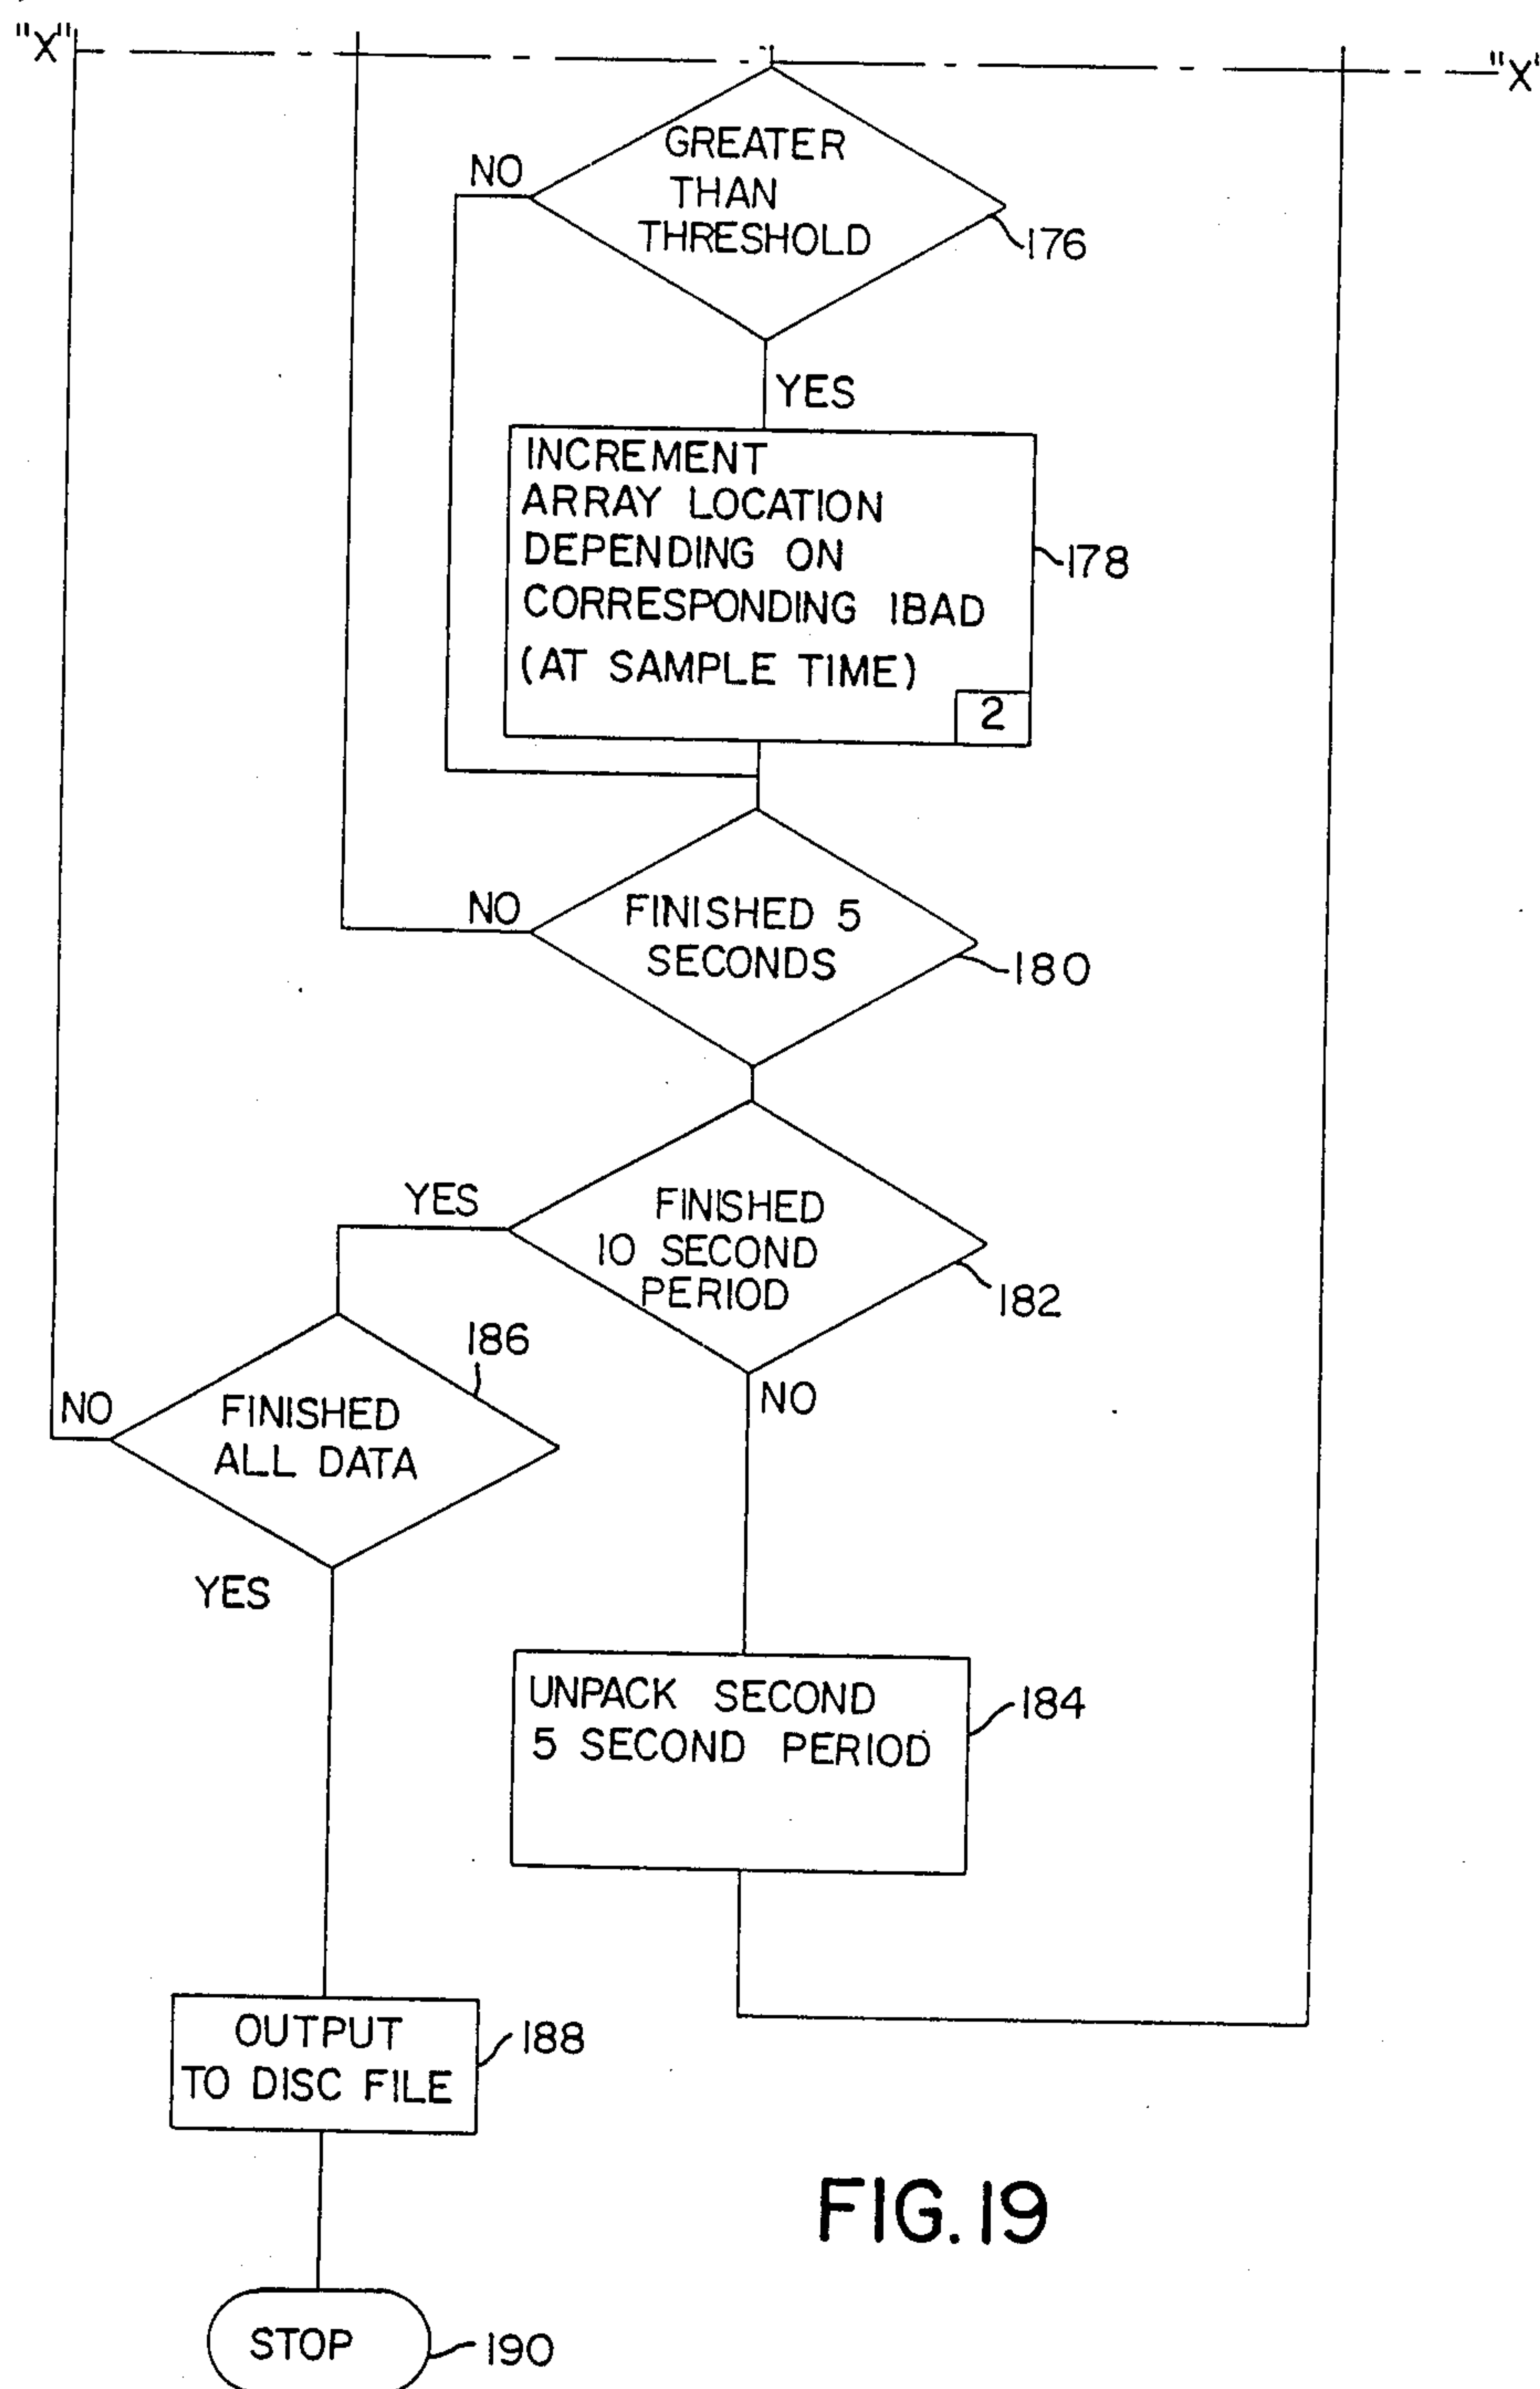 "X"
"X"
GREATER
THAN
THRESHOLD
NO
176
YES
INCREMENT
ARRAY LOCATION
DEPENDING ON
CORRESPONDING IBAD
(AT SAMPLE TIME)
2
178
NO
FINISHED 5
SECONDS
180
YES
FINISHED
10 SECOND
PERIOD
182
186
NO
NO
FINISHED
ALL DATA
YES
UNPACK SECOND
5 SECOND PERIOD
184
OUTPUT
TO DISC FILE
188
FIG. 19
STOP
190